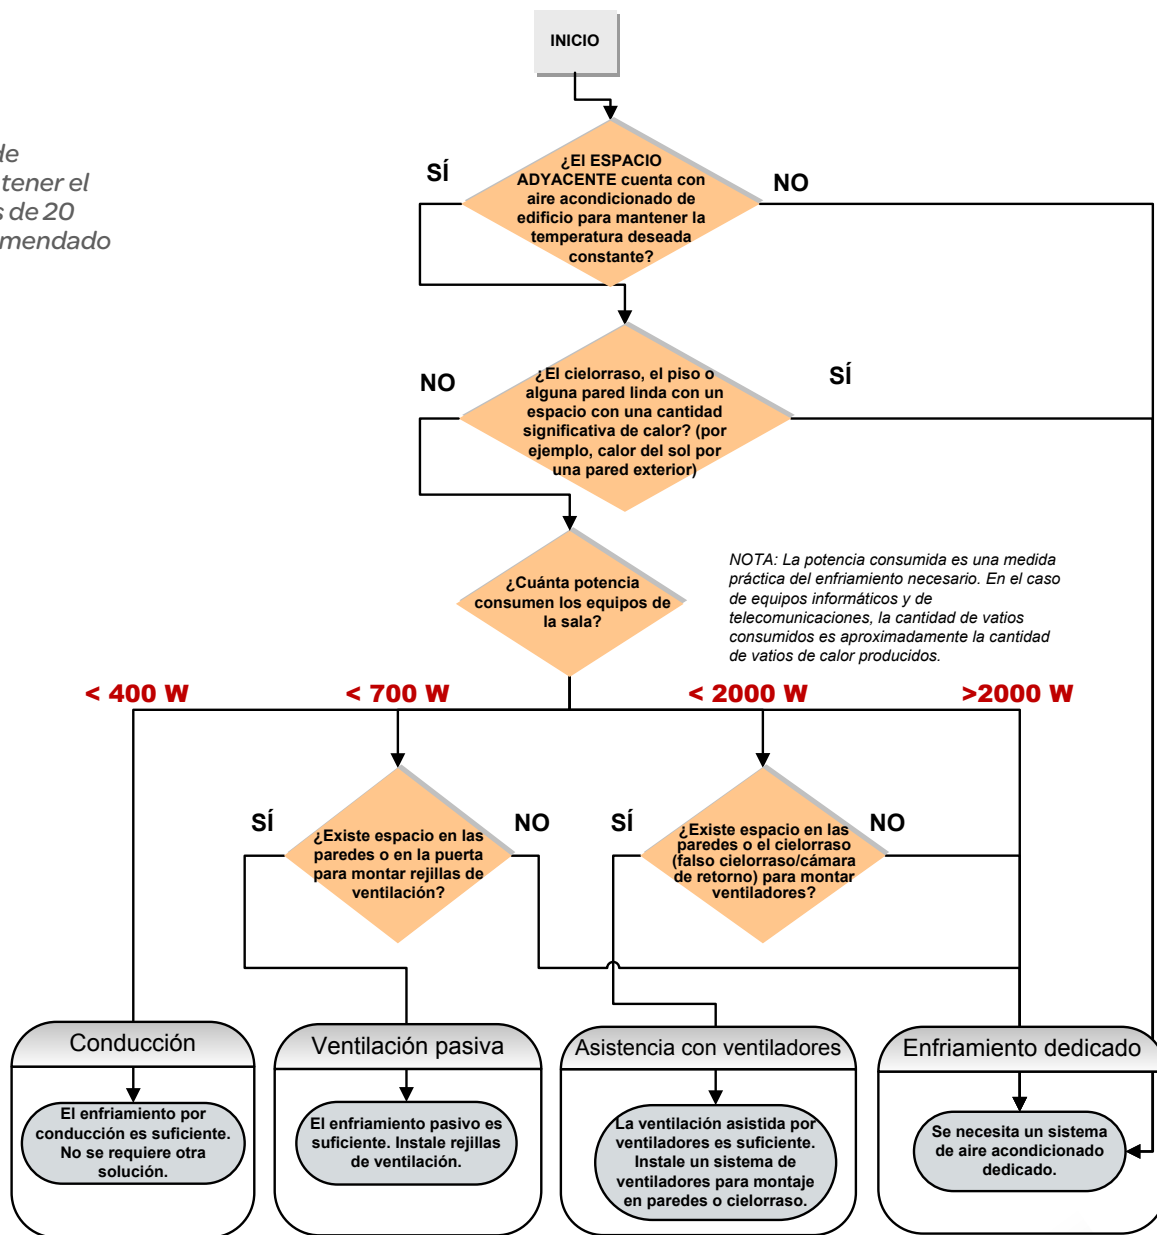 INICIO
de
tener el
s de 20
mendado
SÍ
¿El ESPACIO
ADYACENTE cuenta con
aire acondicionado de
edificio para mantener la
temperatura deseada
constante?
NO
NO
¿El cielorraso, el piso o
alguna pared linda con un
espacio con una cantidad
significativa de calor? (por
ejemplo, calor del sol por
una pared exterior)
SÍ
¿Cuánta potencia
consumen los equipos de
la sala?
NOTA: La potencia consumida es una medida
práctica del enfriamiento necesario. En el caso
de equipos informáticos y de
telecomunicaciones, la cantidad de vatios
consumidos es aproximadamente la cantidad
de vatios de calor producidos.
< 400 W
< 700 W
< 2000 W
>2000 W
SÍ
¿Existe espacio en las
paredes o en la puerta
para montar rejillas de
ventilación?
NO
SÍ
¿Existe espacio en las
paredes o el cielorraso
(falso cielorraso/cámara
de retorno) para montar
ventiladores?
NO
Conducción
El enfriamiento por
conducción es suficiente.
No se requiere otra
solución.
Ventilación pasiva
El enfriamiento pasivo es
suficiente. Instale rejillas
de ventilación.
Asistencia con ventiladores
La ventilación asistida por
ventiladores es suficiente.
Instale un sistema de
ventiladores para montaje
en paredes o cielorraso.
Enfriamiento dedicado
Se necesita un sistema
de aire acondicionado
dedicado.